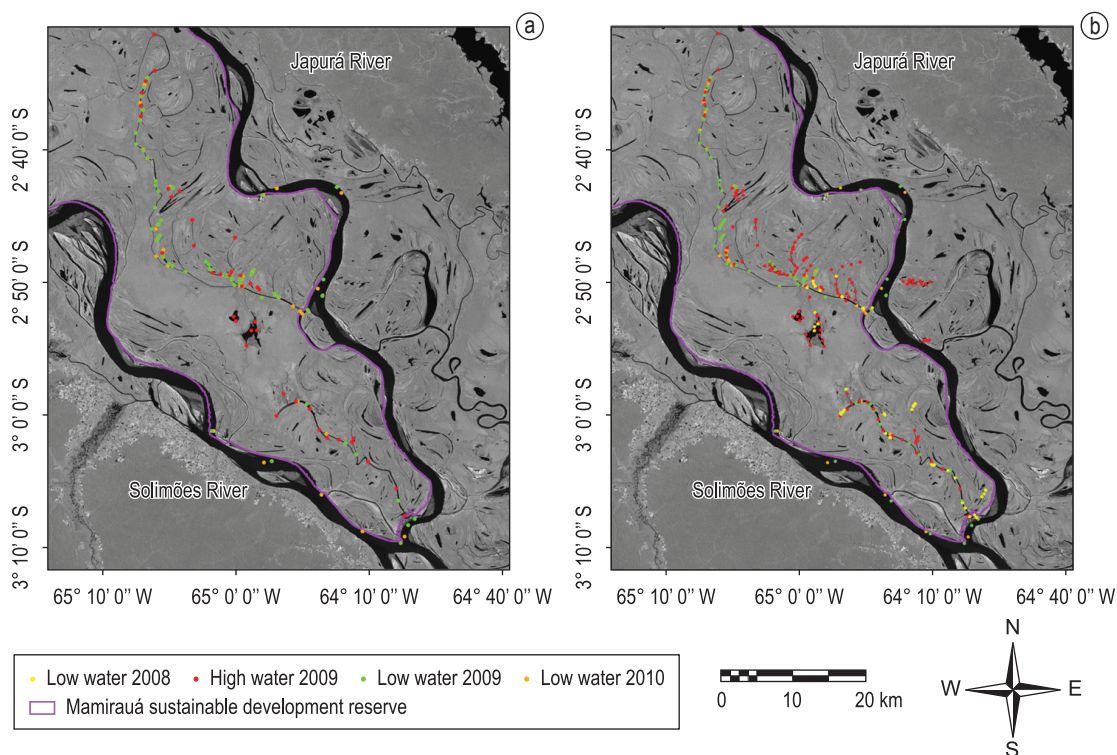 a
b
Japurá River
Japurá River
2° 40' 0'' S
2° 50' 0'' S
3° 0' 0'' S
3° 10' 0'' S
2° 40' 0'' S
2° 50' 0'' S
3° 0' 0'' S
3° 10' 0'' S
Solimões River
Solimões River
65° 10' 0'' W 65° 0' 0'' W 64° 10' 0'' W 64° 40' 0'' W
65° 10' 0'' W 65° 0' 0'' W 64° 10' 0'' W 64° 40' 0'' W
Low water 2008 High water 2009 Low water 2009 Low water 2010
Mamirauá sustainable development reserve
0 10 20 km
N
W E
S